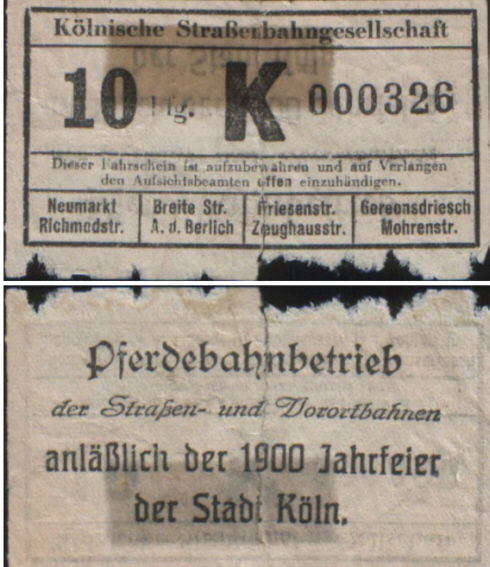 Kölnische Straßenbahngesellschaft
10 Pfg. K 000326
Dieser Fahrschein ist aufzubewahren und auf Verlangen
den Aufsichtsbeamten offen einzuhändigen.
Neumarkt Breite Str. Friesenstr. Gereonsdriesch
Richmodstr. A. d. Berlich Zeughausstr. Mohrenstr.
Pferdebahnbetrieb
der Straßen- und Vorortbahnen
anläßlich der 1900 Jahrfeier
der Stadt Köln.